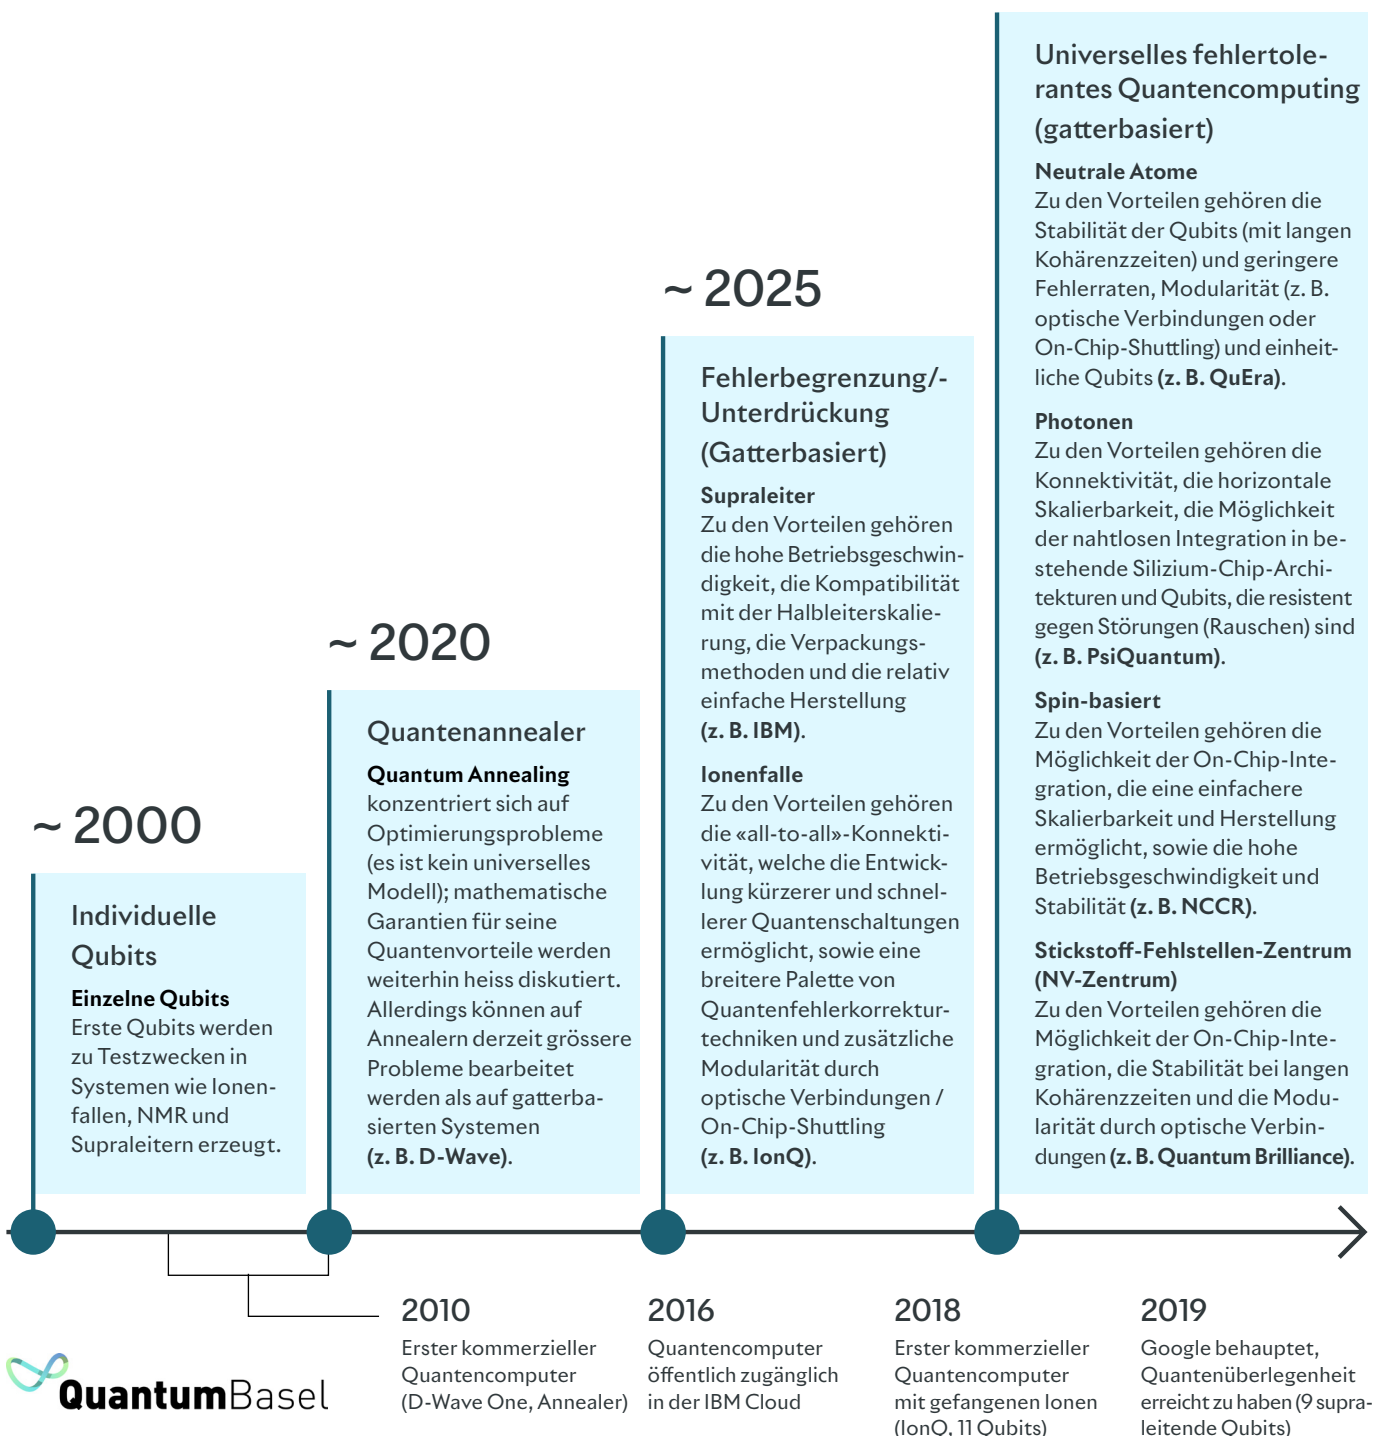 ~ 2000
Individuelle
Qubits
Einzelne Qubits
Erste Qubits werden
zu Testzwecken in
Systemen wie Ionen-
fallen, NMR und
Supraleitern erzeugt.
~ 2020
Quantenannealer
Quantum Annealing
konzentriert sich auf
Optimierungsprobleme
(es ist kein universelles
Modell); mathematische
Garantien für seine
Quantenvorteile werden
weiterhin heiss diskutiert.
Allerdings können auf
Annealern derzeit grössere
Probleme bearbeitet
werden als auf gatterba-
sierten Systemen
(z. B. D-Wave).
~ 2025
Fehlerbegrenzung/-
Unterdrückung
(Gatterbasiert)
Supraleiter
Zu den Vorteilen gehören
die hohe Betriebsgeschwin-
digkeit, die Kompatibilität
mit der Halbleiterskalie-
rung, die Verpackungs-
methoden und die relativ
einfache Herstellung
(z. B. IBM).
Ionenfalle
Zu den Vorteilen gehören
die «all-to-all»-Konnekti-
vität, welche die Entwick-
lung kürzerer und schnel-
lerer Quantenschaltungen
ermöglicht, sowie eine
breitere Palette von
Quantenfehlerkorrektur-
techniken und zusätzliche
Modularität durch
optische Verbindungen /
On-Chip-Shuttling
(z. B. IonQ).
Universelles fehlertole-
rantes Quantencomputing
(gatterbasiert)
Neutrale Atome
Zu den Vorteilen gehören die
Stabilität der Qubits (mit langen
Kohärenzzeiten) und geringere
Fehlerraten, Modularität (z. B.
optische Verbindungen oder
On-Chip-Shuttling) und einheit-
liche Qubits (z. B. QuEra).
Photonen
Zu den Vorteilen gehören die
Konnektivität, die horizontale
Skalierbarkeit, die Möglichkeit
der nahtlosen Integration in be-
stehende Silizium-Chip-Archi-
tekturen und Qubits, die resistent
gegen Störungen (Rauschen) sind
(z. B. PsiQuantum).
Spin-basiert
Zu den Vorteilen gehören die
Möglichkeit der On-Chip-Inte-
gration, die eine einfachere
Skalierbarkeit und Herstellung
ermöglicht, sowie die hohe
Betriebsgeschwindigkeit und
Stabilität (z. B. NCCR).
Stickstoff-Fehlstellen-Zentrum
(NV-Zentrum)
Zu den Vorteilen gehören die
Möglichkeit der On-Chip-Inte-
gration, die Stabilität bei langen
Kohärenzzeiten und die Modu-
larität durch optische Verbin-
dungen (z. B. Quantum Brilliance).
2010
Erster kommerzieller
Quantencomputer
(D-Wave One, Annealer)
2016
Quantencomputer
öffentlich zugänglich
in der IBM Cloud
2018
Erster kommerzieller
Quantencomputer
mit gefangenen Ionen
(IonQ, 11 Qubits)
2019
Google behauptet,
Quantenüberlegenheit
erreicht zu haben (9 supra-
leitende Qubits)
QuantumBasel